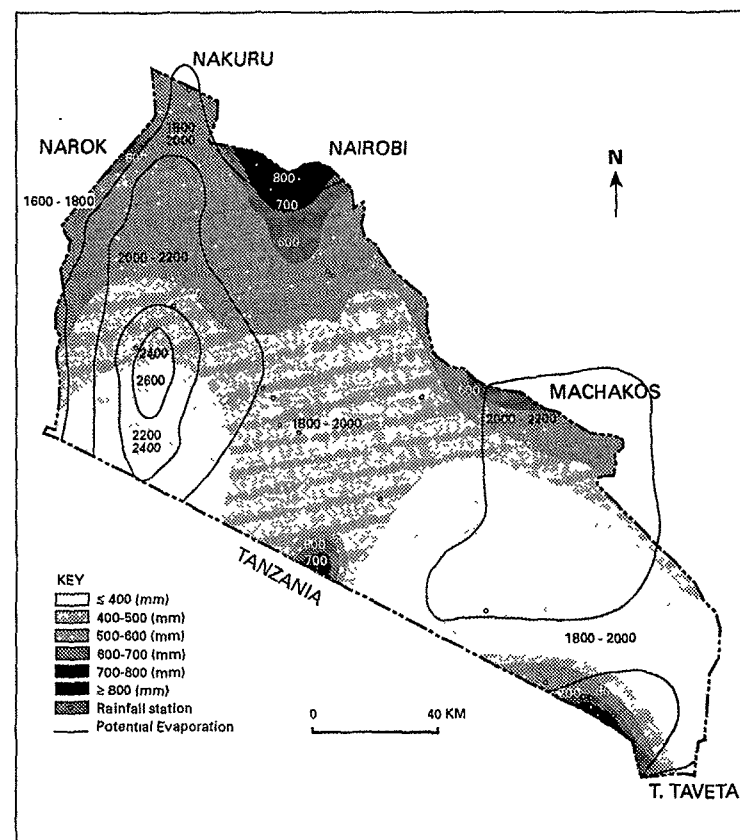 NAKURU
1800
2000
NAROK
NAIROBI
N
800
700
600
1600 - 1800
2000 - 2200
2400
2600
2200
2400
1800 - 2000
MACHAKOS
2000 - 2200
TANZANIA
700
1800 - 2000
KEY
≤ 400 (mm)
400-500 (mm)
500-600 (mm)
600-700 (mm)
700-800 (mm)
≥ 800 (mm)
Rainfall station
Potential Evaporation
0 40 KM
T. TAVETA